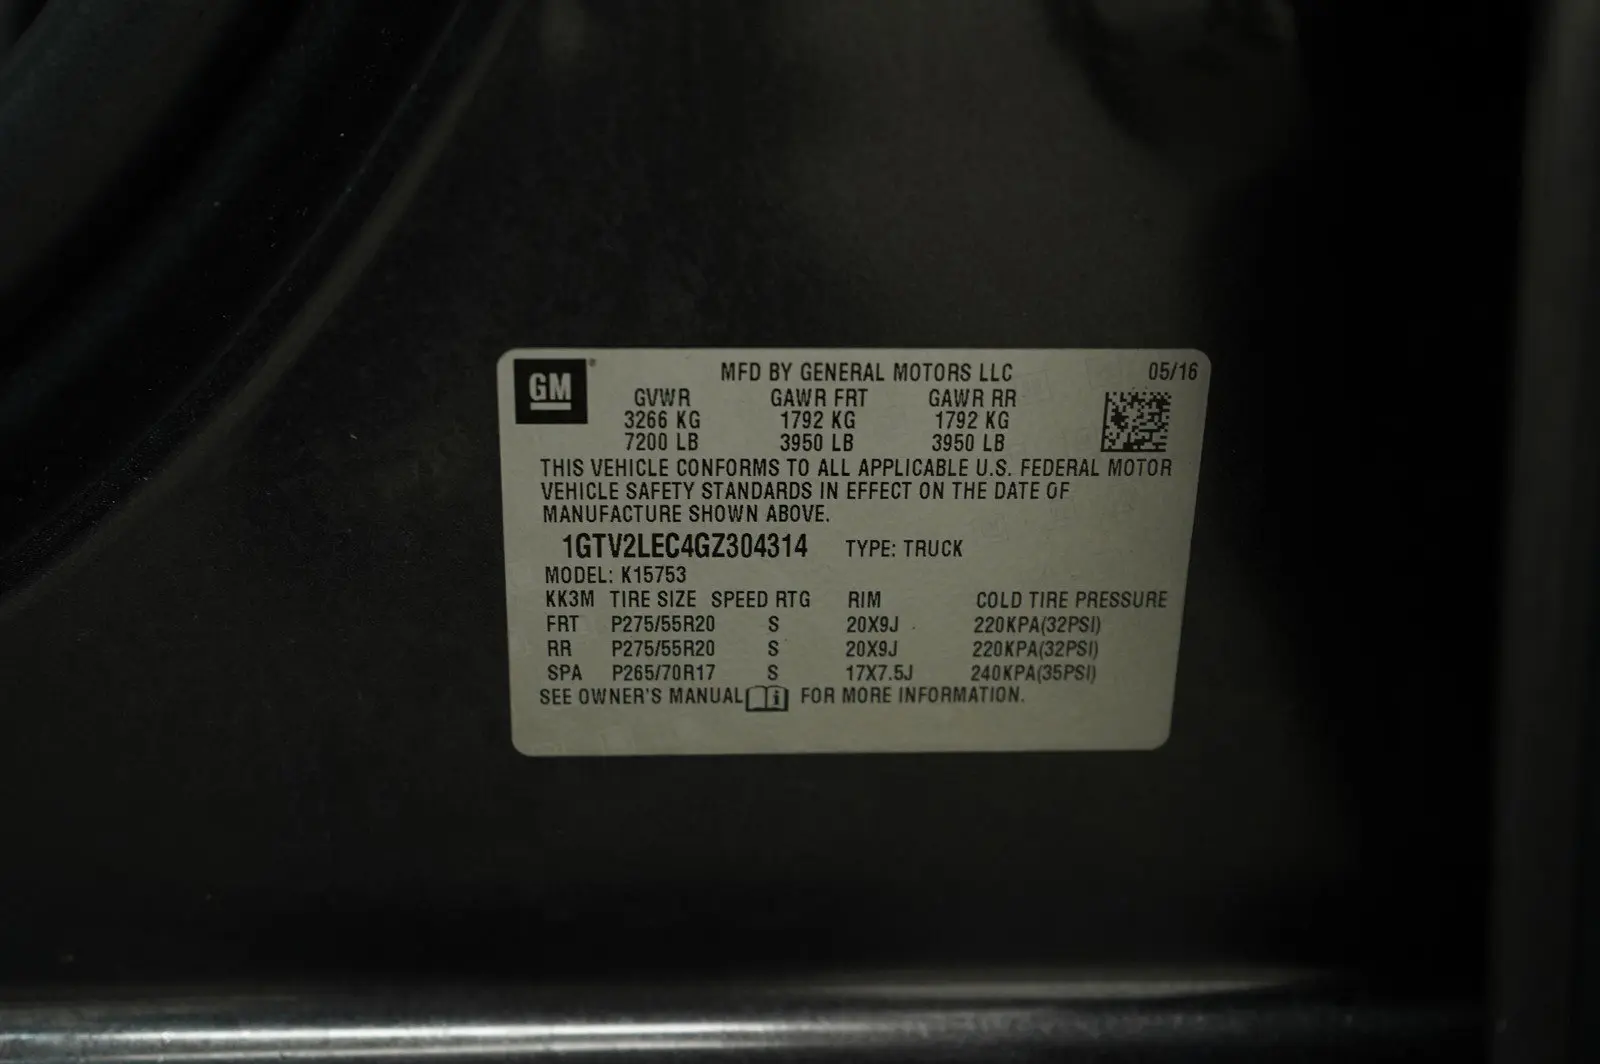 GM® MFD BY GENERAL MOTORS LLC 05/16
GVWR GAWR FRT GAWR RR
3266 KG 1792 KG 1792 KG
7200 LB 3950 LB 3950 LB
THIS VEHICLE CONFORMS TO ALL APPLICABLE U.S. FEDERAL MOTOR
VEHICLE SAFETY STANDARDS IN EFFECT ON THE DATE OF
MANUFACTURE SHOWN ABOVE.
1GTV2LEC4GZ304314 TYPE: TRUCK
MODEL: K15753
KK3M TIRE SIZE SPEED RTG RIM COLD TIRE PRESSURE
FRT P275/55R20 S 20X9J 220KPA(32PSI)
RR P275/55R20 S 20X9J 220KPA(32PSI)
SPA P265/70R17 S 17X7.5J 240KPA(35PSI)
SEE OWNER'S MANUAL FOR MORE INFORMATION.